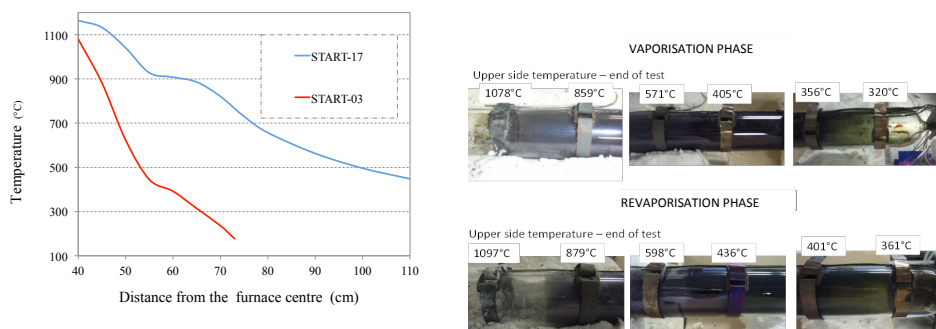 1100
900
700
500
300
100
40 50 60 70 80 90 100 110
Temperature (°C)
Distance from the furnace centre (cm)
START-17
START-03
VAPORISATION PHASE
Upper side temperature – end of test
1078°C 859°C 571°C 405°C 356°C 320°C
REVAPORISATION PHASE
Upper side temperature – end of test
1097°C 879°C 598°C 436°C 401°C 361°C